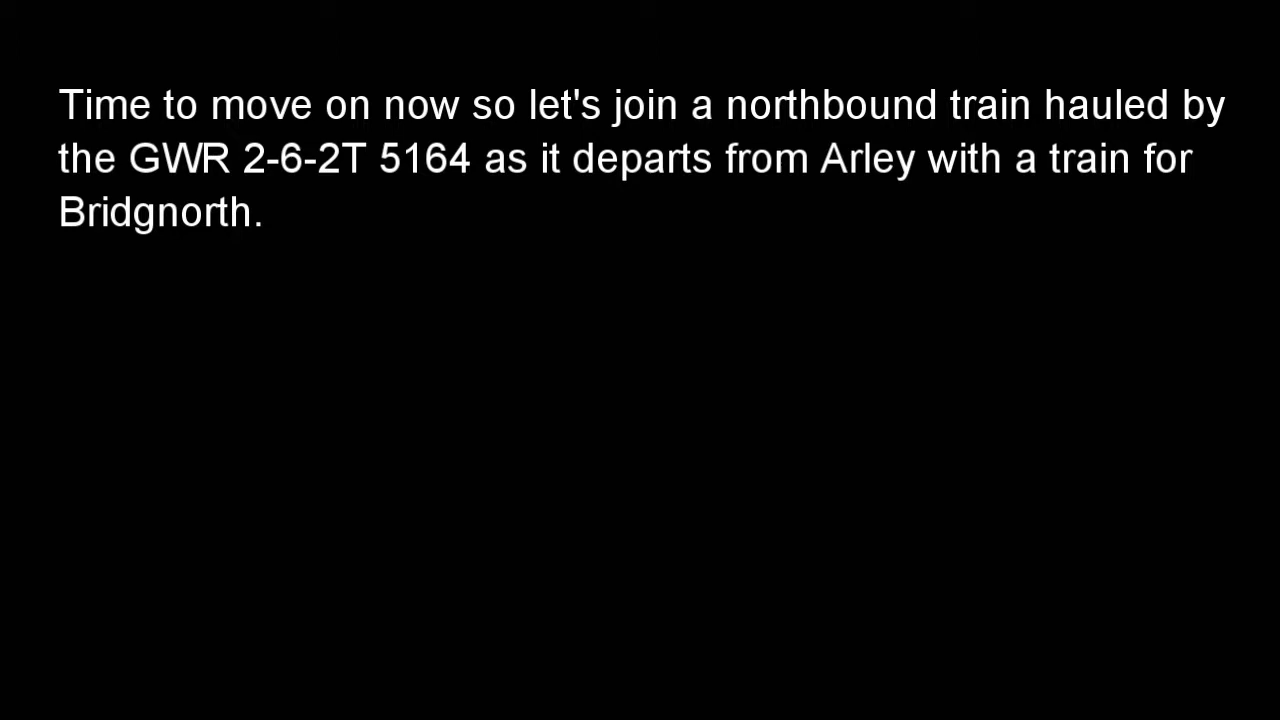 Time to move on now so let's join a northbound train hauled by
the GWR 2-6-2T 5164 as it departs from Arley with a train for
Bridgnorth.